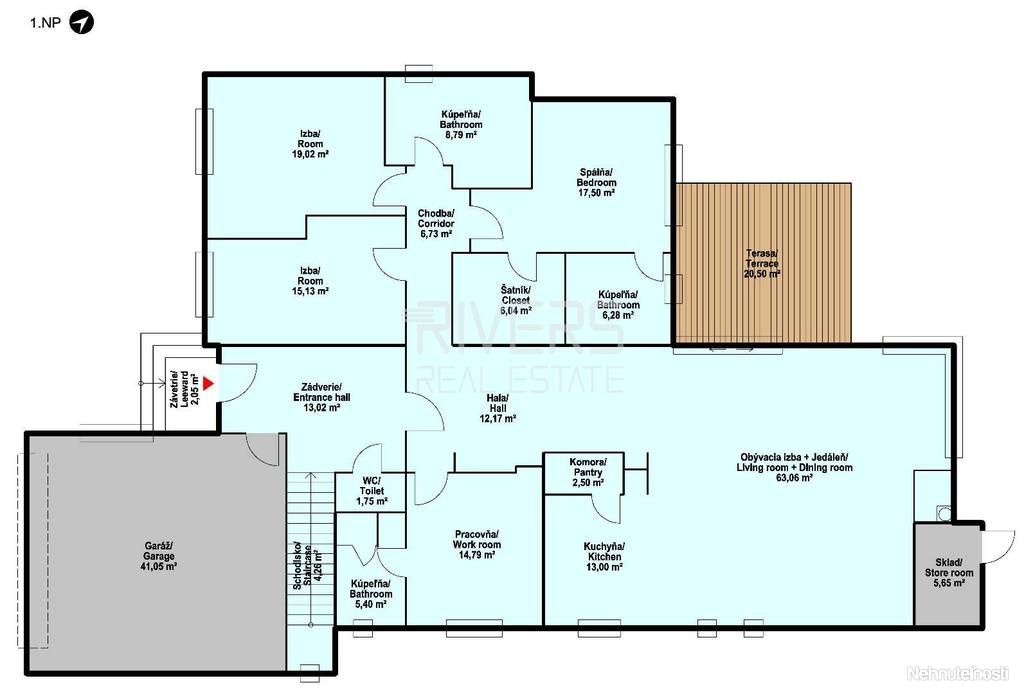 1.NP
Izba/
Room
19,02 m²
Kúpeľňa/
Bathroom
8,79 m²
Spálňa/
Bedroom
17,50 m²
Chodba/
Corridor
6,73 m²
Terasa/
Terrace
20,50 m²
Izba/
Room
15,13 m²
Šatník/
Closet
6,04 m²
Kúpeľňa/
Bathroom
6,28 m²
RIVERS
REAL ESTATE
Závetrie/
Leeward
2,05 m²
Zádverie/
Entrance hall
13,02 m²
Hala/
Hall
12,17 m²
Obývacia izba + Jedáleň/
Living room + Dining room
63,06 m²
Komora/
Pantry
2,50 m²
WC/
Toilet
1,75 m²
Garáž/
Garage
41,05 m²
Schodisko/
Staircase
4,26 m²
Pracovňa/
Work room
14,79 m²
Kuchyňa/
Kitchen
13,00 m²
Sklad/
Store room
5,65 m²
Kúpeľňa/
Bathroom
5,40 m²
Nehnuteľnosti